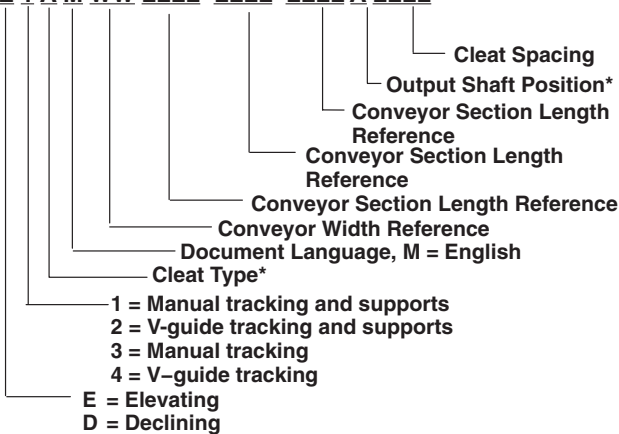 Cleat Spacing
Output Shaft Position*
Conveyor Section Length
Reference
Conveyor Section Length
Reference
Conveyor Section Length Reference
Conveyor Width Reference
Document Language, M = English
Cleat Type*
1 = Manual tracking and supports
2 = V-guide tracking and supports
3 = Manual tracking
4 = V−guide tracking
E = Elevating
D = Declining